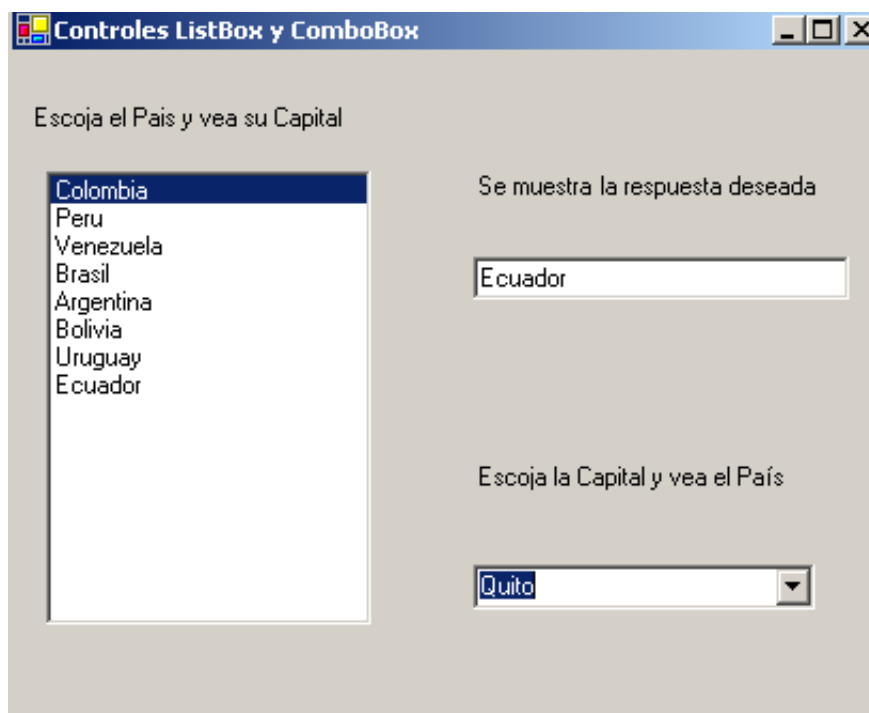 Controles ListBox y ComboBox
Escoja el Pais y vea su Capital
Colombia
Peru
Venezuela
Brasil
Argentina
Bolivia
Uruguay
Ecuador
Se muestra la respuesta deseada
Ecuador
Escoja la Capital y vea el País
Quito